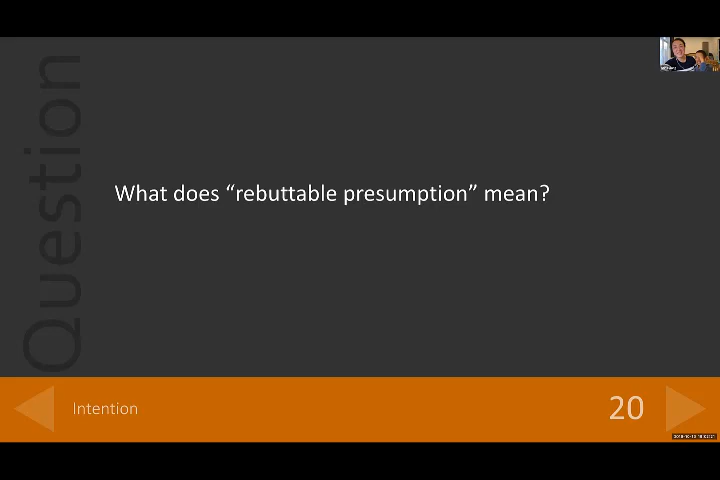 Question
What does “rebuttable presumption” mean?
Intention
20